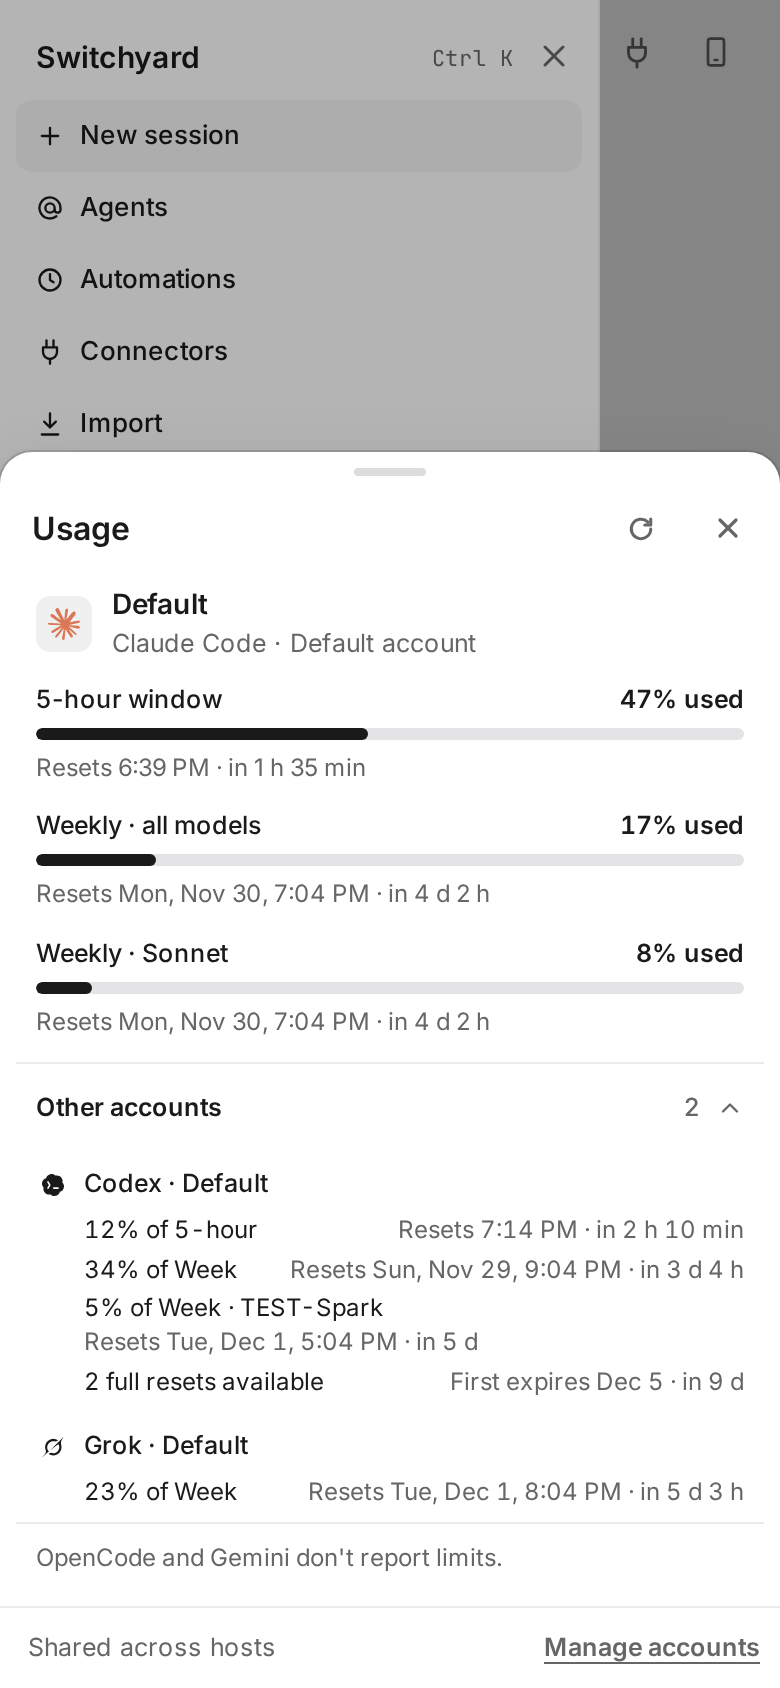 Switchyard
Ctrl K
New session
Agents
Automations
Connectors
Import
Usage
Default
Claude Code · Default account
5-hour window 47% used
Resets 6:39 PM · in 1 h 35 min
Weekly · all models 17% used
Resets Mon, Nov 30, 7:04 PM · in 4 d 2 h
Weekly · Sonnet 8% used
Resets Mon, Nov 30, 7:04 PM · in 4 d 2 h
Other accounts 2
Codex · Default
12% of 5-hour Resets 7:14 PM · in 2 h 10 min
34% of Week Resets Sun, Nov 29, 9:04 PM · in 3 d 4 h
5% of Week · TEST-Spark
Resets Tue, Dec 1, 5:04 PM · in 5 d
2 full resets available First expires Dec 5 · in 9 d
Grok · Default
23% of Week Resets Tue, Dec 1, 8:04 PM · in 5 d 3 h
OpenCode and Gemini don't report limits.
Shared across hosts Manage accounts